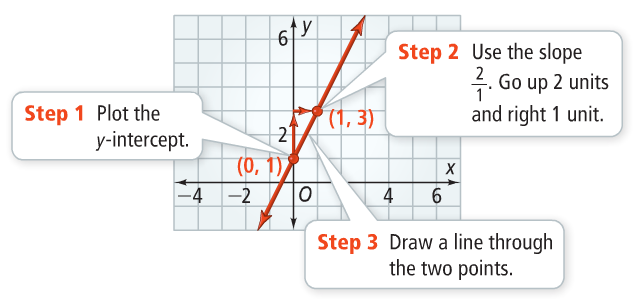 Step 1 Plot the
y-intercept.
Step 2 Use the slope
2/1. Go up 2 units
and right 1 unit.
Step 3 Draw a line through
the two points.
y
6
2
(1, 3)
(0, 1)
x
−4 −2 O 4 6